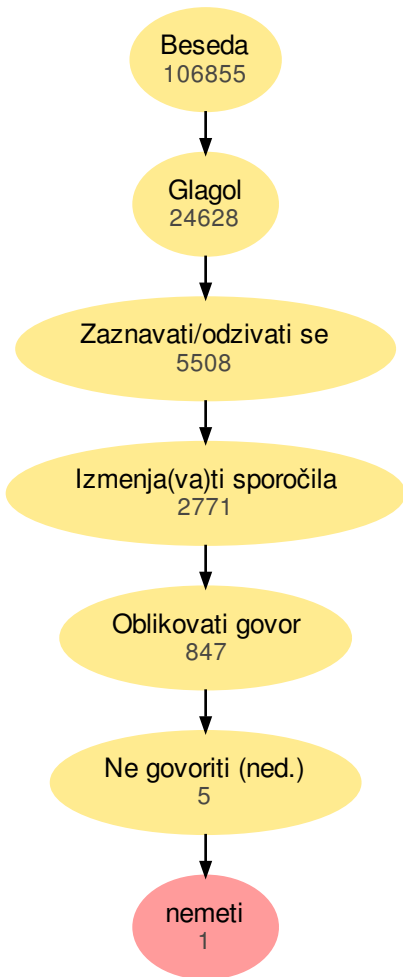 Beseda
106855
Glagol
24628
Zaznavati/odzivati se
5508
Izmenja(va)ti sporočila
2771
Oblikovati govor
847
Ne govoriti (ned.)
5
nemeti
1